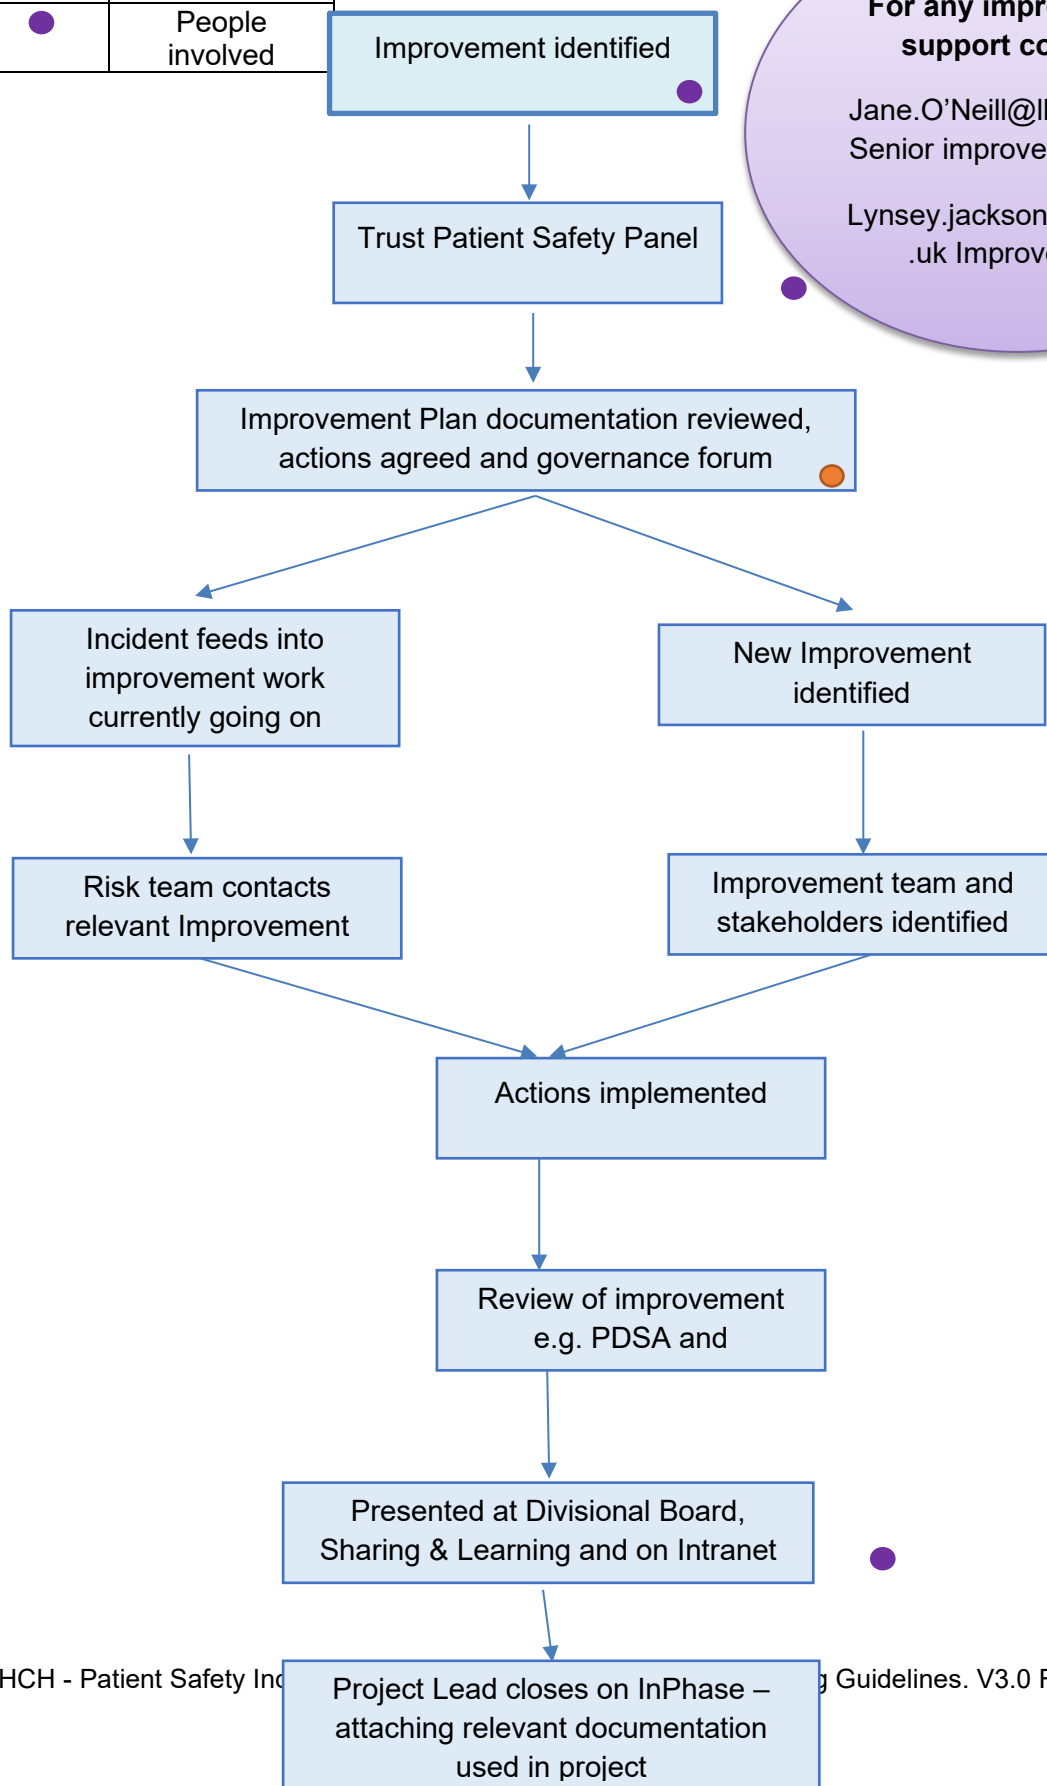 People
involved
Improvement identified
For any impr
support co
Jane.O’Neill@ll
Senior improve
Lynsey.jackson
.uk Improv
Trust Patient Safety Panel
Improvement Plan documentation reviewed,
actions agreed and governance forum
Incident feeds into
improvement work
currently going on
New Improvement
identified
Risk team contacts
relevant Improvement
Improvement team and
stakeholders identified
Actions implemented
Review of improvement
e.g. PDSA and
Presented at Divisional Board,
Sharing & Learning and on Intranet
HCH - Patient Safety Inc
g Guidelines. V3.0 F
Project Lead closes on InPhase –
attaching relevant documentation
used in project